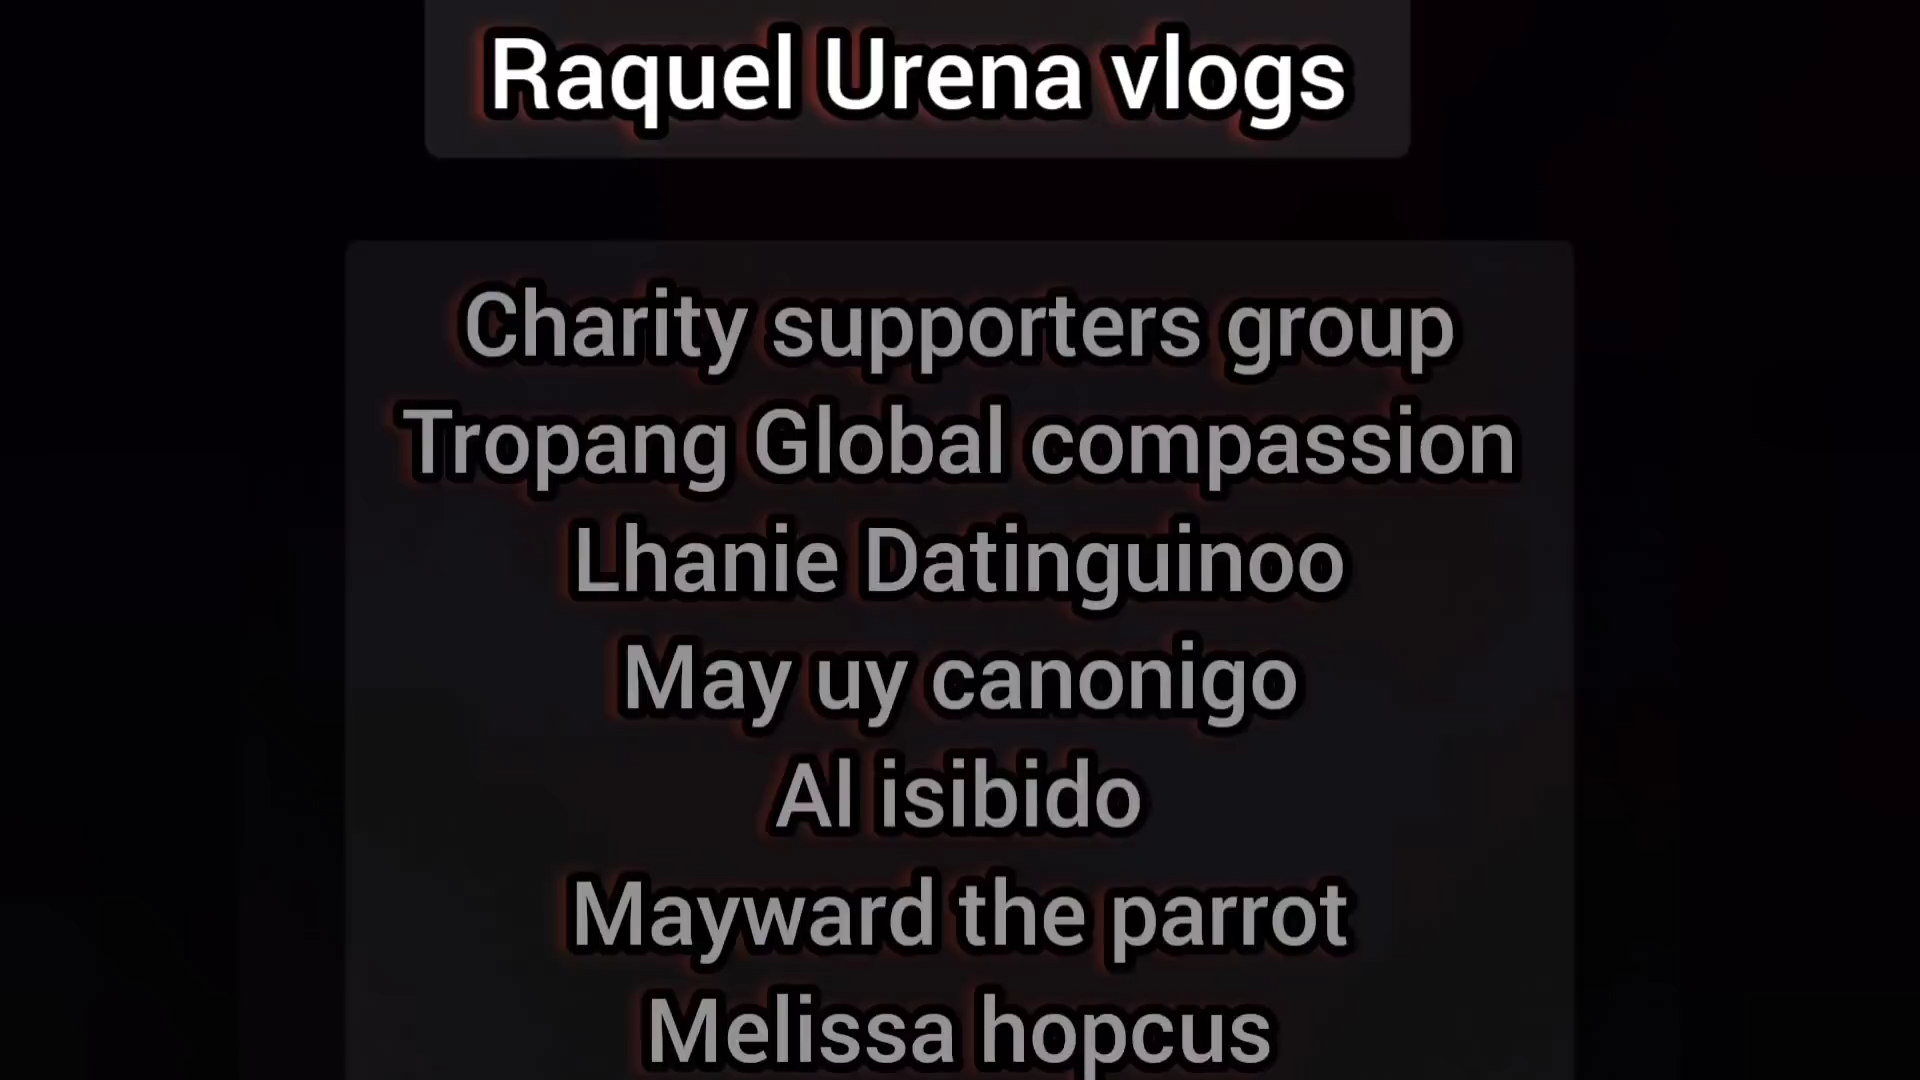 Raquel Urena vlogs
Charity supporters group
Tropang Global compassion
Lhanie Datinguinoo
May uy canonigo
Al isibido
Mayward the parrot
Melissa hopcus